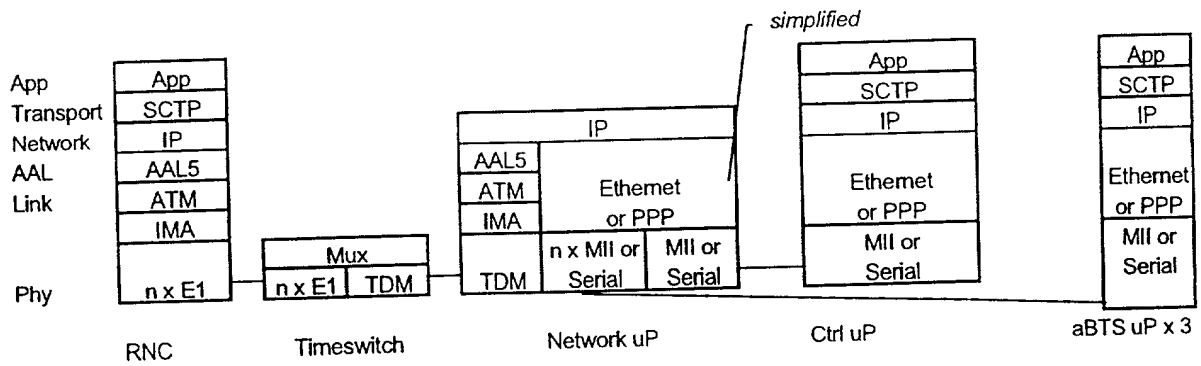 simplified
App
Transport
Network
AAL
Link
Phy
App
SCTP
IP
AAL5
ATM
IMA
n x E1
RNC
Mux
n x E1
TDM
Timeswitch
IP
AAL5
ATM
IMA
TDM
Ethernet
or PPP
n x MII or
Serial
MII or
Serial
Network uP
App
SCTP
IP
Ethernet
or PPP
MII or
Serial
Ctrl uP
App
SCTP
IP
Ethernet
or PPP
MII or
Serial
aBTS uP x 3